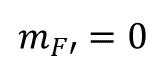 m_{F′} = 0